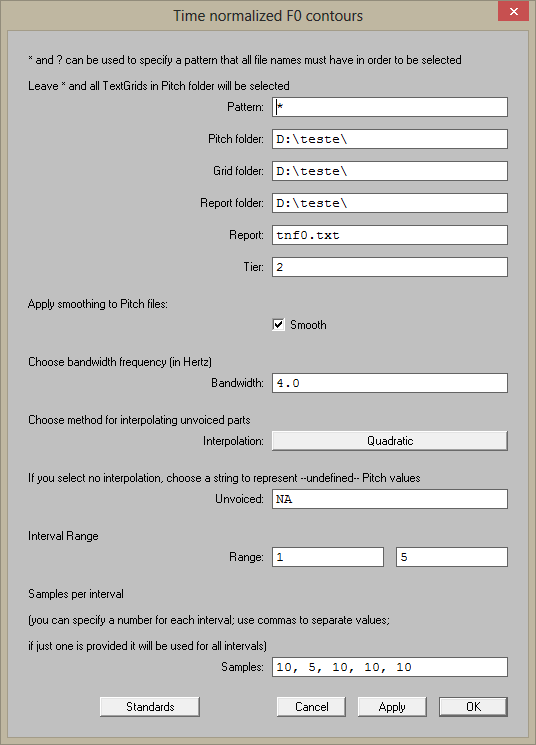 Time normalized F0 contours
* and ? can be used to specify a pattern that all file names must have in order to be selected
Leave * and all TextGrids in Pitch folder will be selected
Pattern: *
Pitch folder: D:\teste\
Grid folder: D:\teste\
Report folder: D:\teste\
Report: tnf0.txt
Tier: 2
Apply smoothing to Pitch files:
Smooth
Choose bandwidth frequency (in Hertz)
Bandwidth: 4.0
Choose method for interpolating unvoiced parts
Interpolation: Quadratic
If you select no interpolation, choose a string to represent --undefined-- Pitch values
Unvoiced: NA
Interval Range
Range: 1 5
Samples per interval
(you can specify a number for each interval; use commas to separate values;
if just one is provided it will be used for all intervals)
Samples: 10, 5, 10, 10, 10
Standards Cancel Apply OK